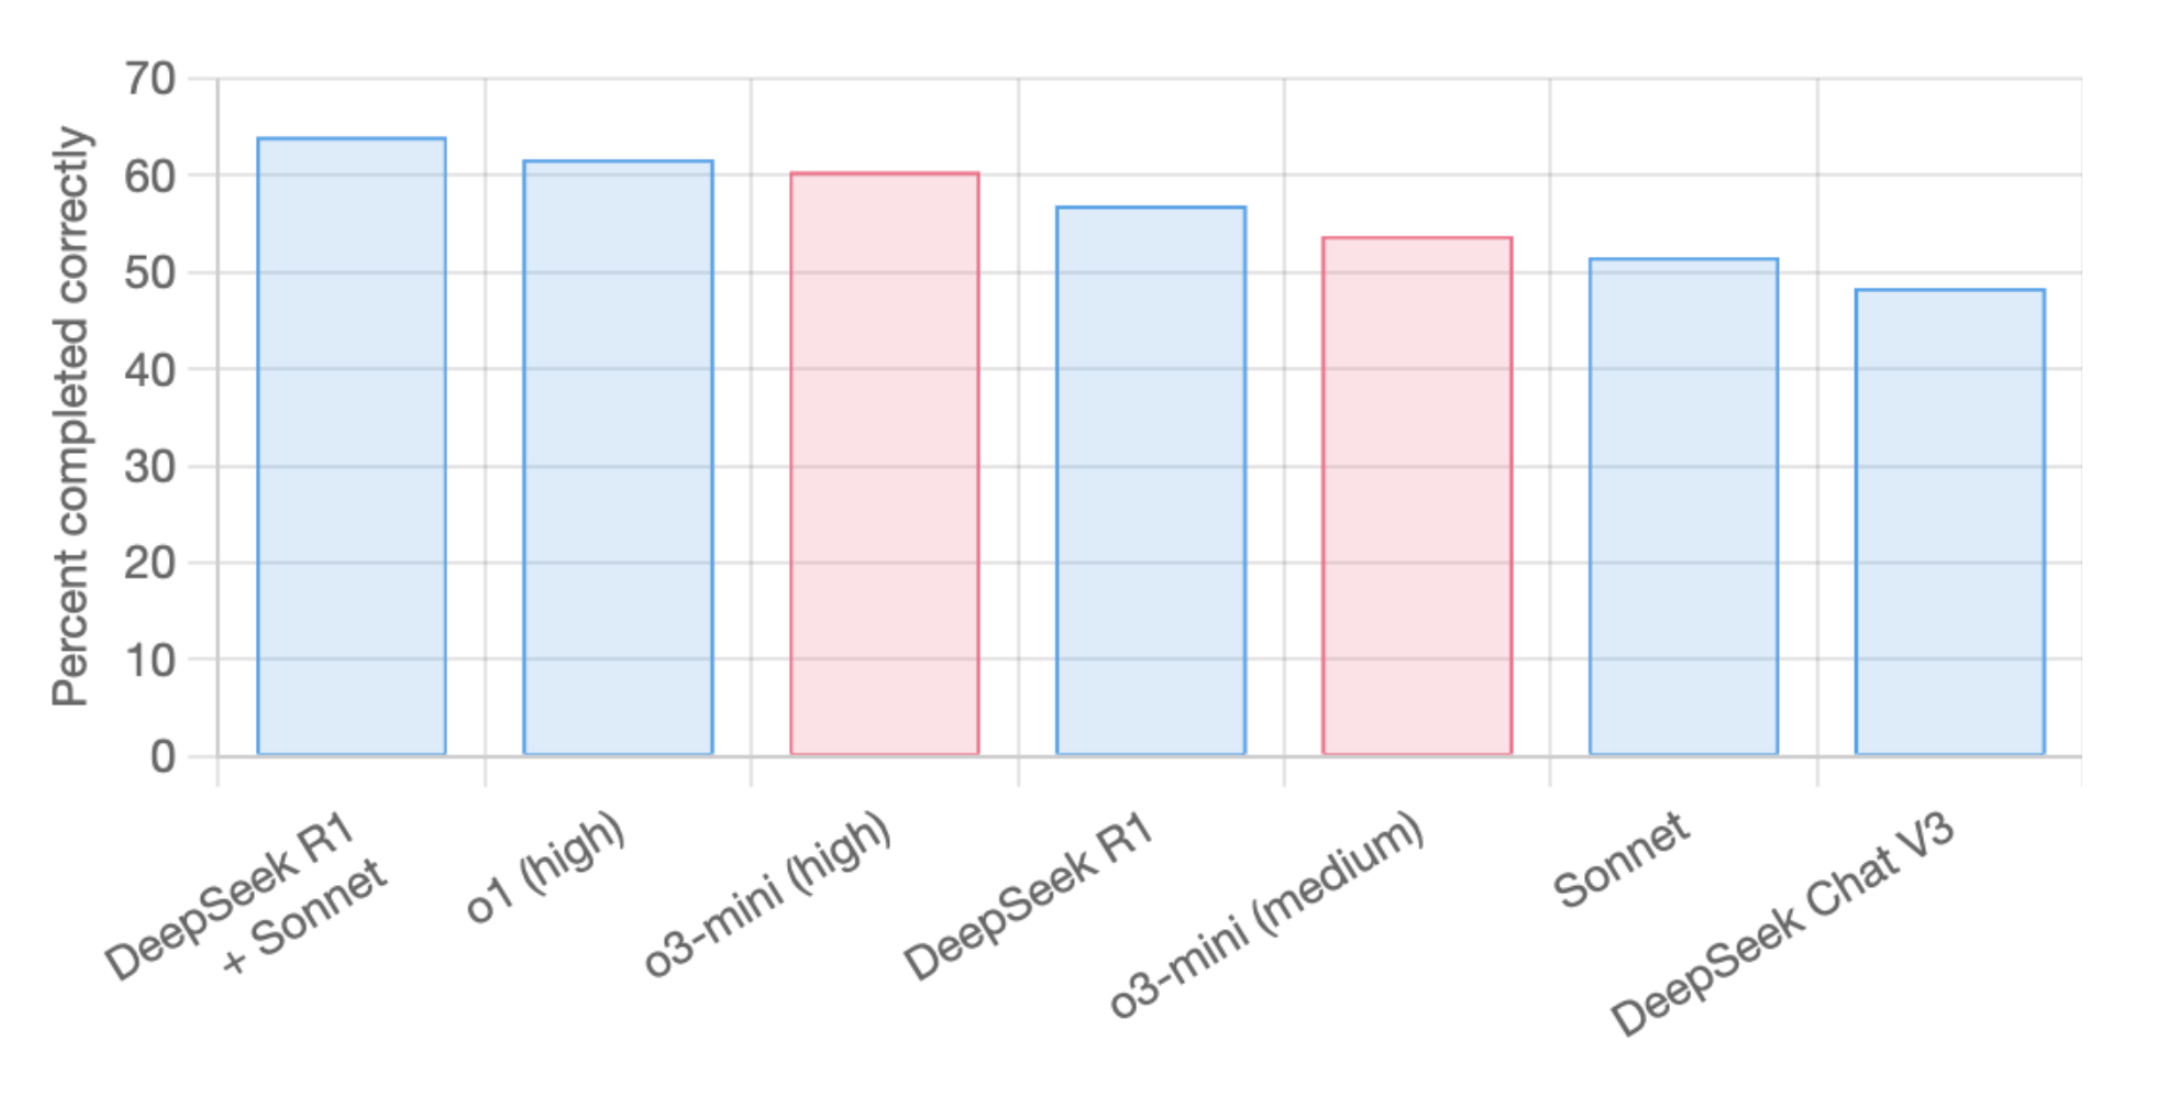 Percent completed correctly
70
60
50
40
30
20
10
0
DeepSeek R1
+ Sonnet
o1 (high)
o3-mini (high)
DeepSeek R1
o3-mini (medium)
Sonnet
DeepSeek Chat V3